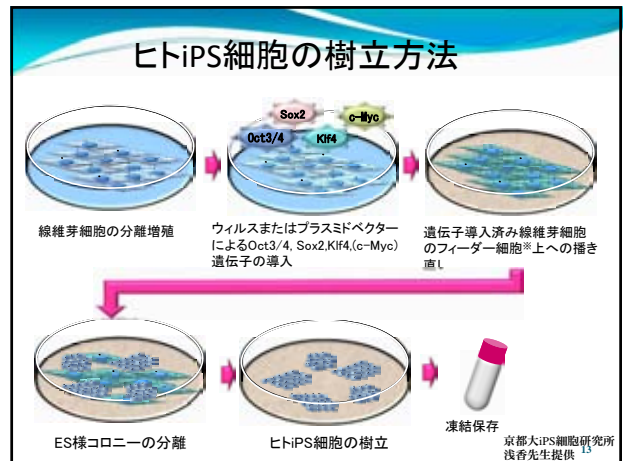 ヒトiPS細胞の樹立方法
Sox2
c-Myc
Oct3/4
Klf4
線維芽細胞の分離増殖
ウィルスまたはプラスミドベクター
によるOct3/4, Sox2,Klf4,(c-Myc)
遺伝子の導入
遺伝子導入済み線維芽細胞
のフィーダー細胞※上への播き
直し
ES様コロニーの分離
ヒトiPS細胞の樹立
凍結保存
京都大iPS細胞研究所
浅香先生提供 13